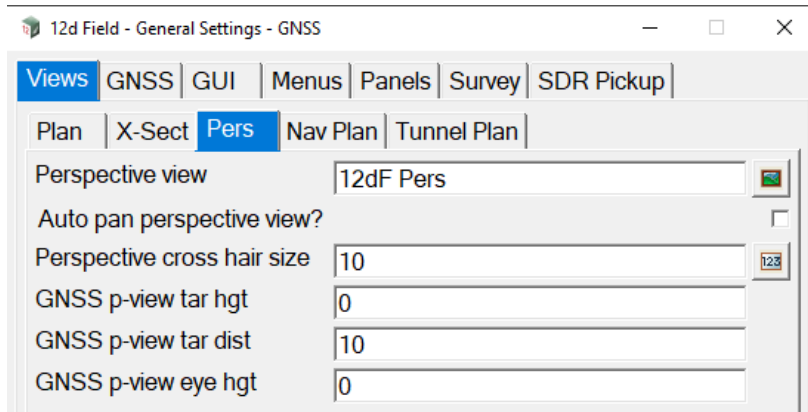 12d Field - General Settings - GNSS
Views GNSS GUI Menus Panels Survey SDR Pickup
Plan X-Sect Pers Nav Plan Tunnel Plan
Perspective view 12dF Pers
Auto pan perspective view?
Perspective cross hair size 10 123
GNSS p-view tar hgt 0
GNSS p-view tar dist 10
GNSS p-view eye hgt 0